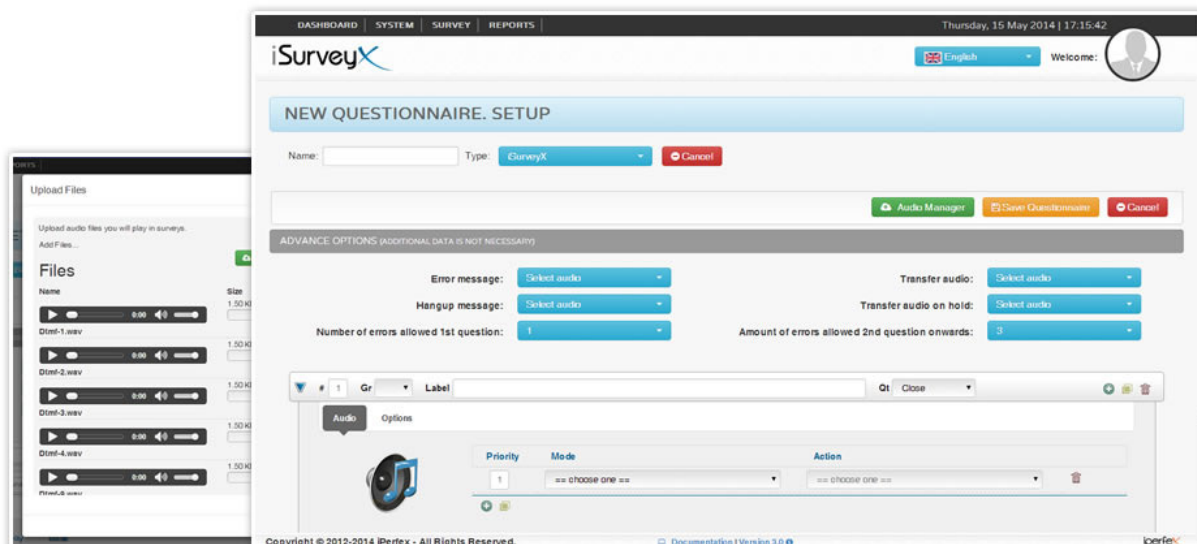 DASHBOARD SYSTEM SURVEY REPORTS
Thursday, 15 May 2014 | 17:15:42
iSurveyX
English
Welcome:
NEW QUESTIONNAIRE. SETUP
Name:
Type: iSurveyX
Cancel
Audio Manager
Save Questionnaire
Cancel
ADVANCE OPTIONS (ADDITIONAL DATA IS NOT NECESSARY)
Error message: Select audio
Transfer audio: Select audio
Hangup message: Select audio
Transfer audio on hold: Select audio
Number of errors allowed 1st question: 1
Amount of errors allowed 2nd question onwards: 3
# 1 Gr Label Qt Close
Audio Options
Priority Mode Action
1 == choose one == == choose one ==
Copyright © 2012-2014 iPerfex - All Rights Reserved.
Documentation | Version 3.0
iperfex
Upload Files
Upload audio files you will play in surveys.
Add Files...
Files
Name Size
0:00 1.50 K
Dtmf-1.wav
0:00 1.50 K
Dtmf-2.wav
0:00 1.50 K
Dtmf-3.wav
0:00 1.50 K
Dtmf-4.wav
0:00 1.50 K